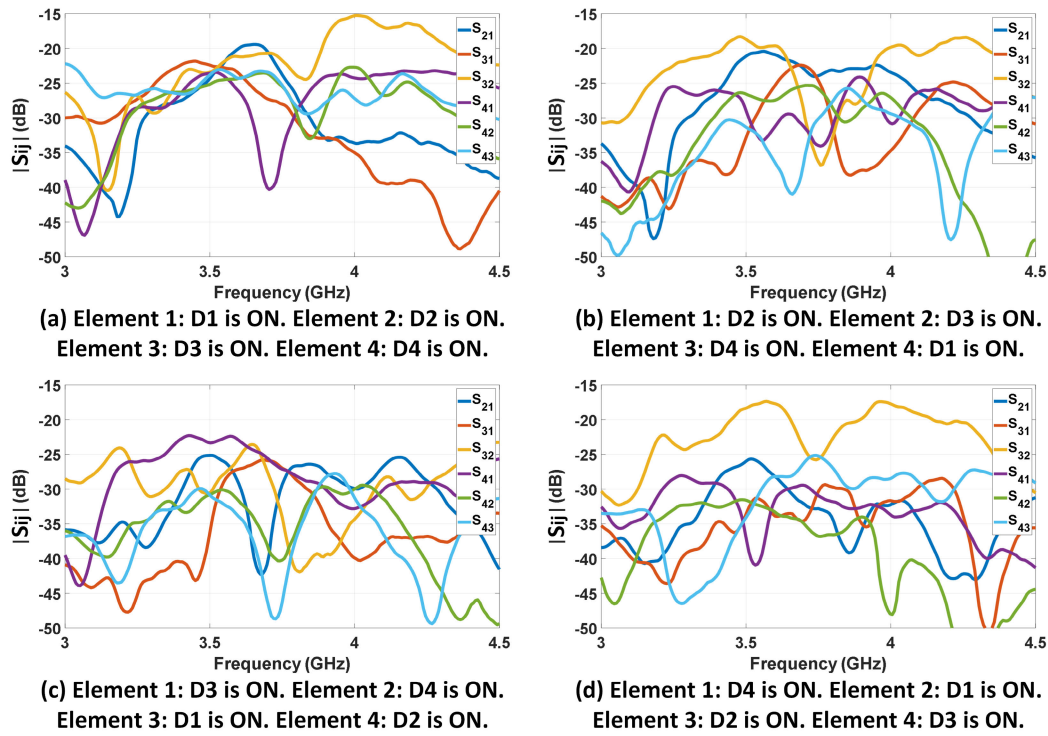 -15
-20
-25
-30
-35
-40
-45
-50
|Sij| (dB)
3
3.5
4
4.5
Frequency (GHz)
S21
S31
S32
S41
S42
S43
(a) Element 1: D1 is ON. Element 2: D2 is ON.
Element 3: D3 is ON. Element 4: D4 is ON.
-15
-20
-25
-30
-35
-40
-45
-50
|Sij| (dB)
3
3.5
4
4.5
Frequency (GHz)
S21
S31
S32
S41
S42
S43
(b) Element 1: D2 is ON. Element 2: D3 is ON.
Element 3: D4 is ON. Element 4: D1 is ON.
-15
-20
-25
-30
-35
-40
-45
-50
|Sij| (dB)
3
3.5
4
4.5
Frequency (GHz)
S21
S31
S32
S41
S42
S43
(c) Element 1: D3 is ON. Element 2: D4 is ON.
Element 3: D1 is ON. Element 4: D2 is ON.
-15
-20
-25
-30
-35
-40
-45
-50
|Sij| (dB)
3
3.5
4
4.5
Frequency (GHz)
S21
S31
S32
S41
S42
S43
(d) Element 1: D4 is ON. Element 2: D1 is ON.
Element 3: D2 is ON. Element 4: D3 is ON.